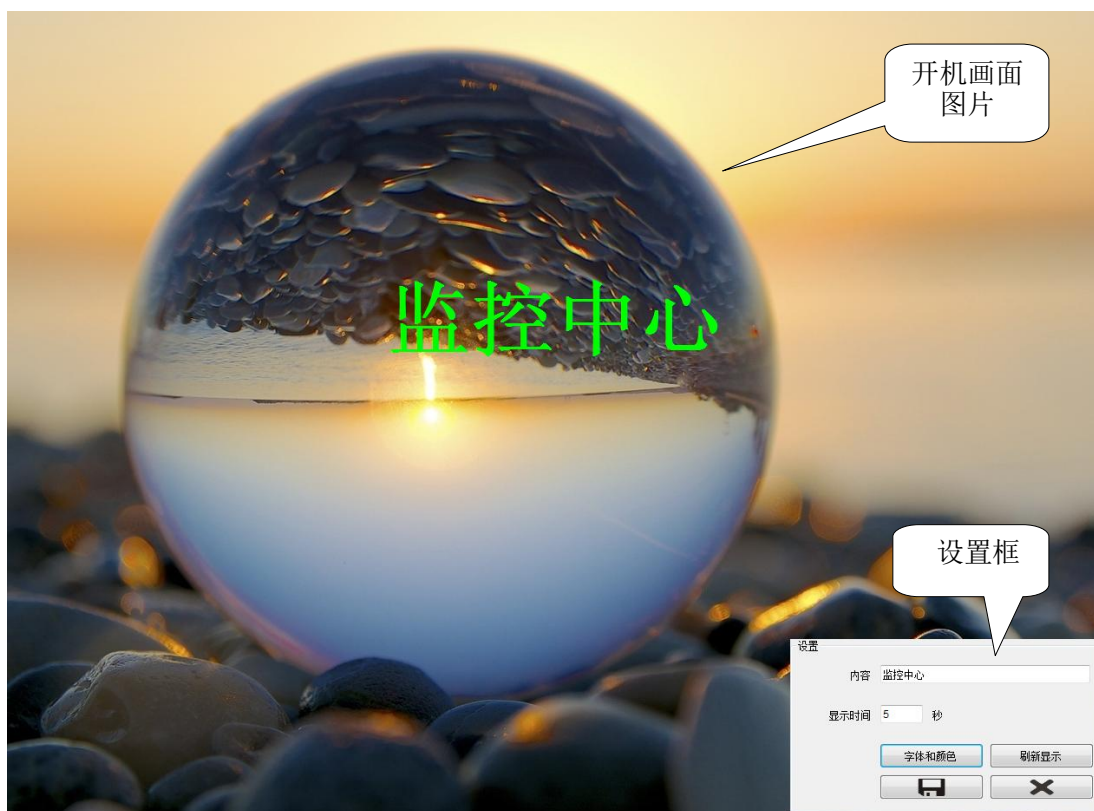 开机画面
图片
监控中心
设置框
设置
内容 监控中心
显示时间 5 秒
字体和颜色 刷新显示